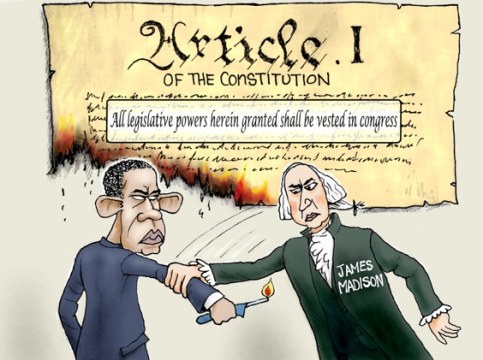 Article. I
OF THE CONSTITUTION
All legislative powers herein granted shall be vested in congress
JAMES
MADISON